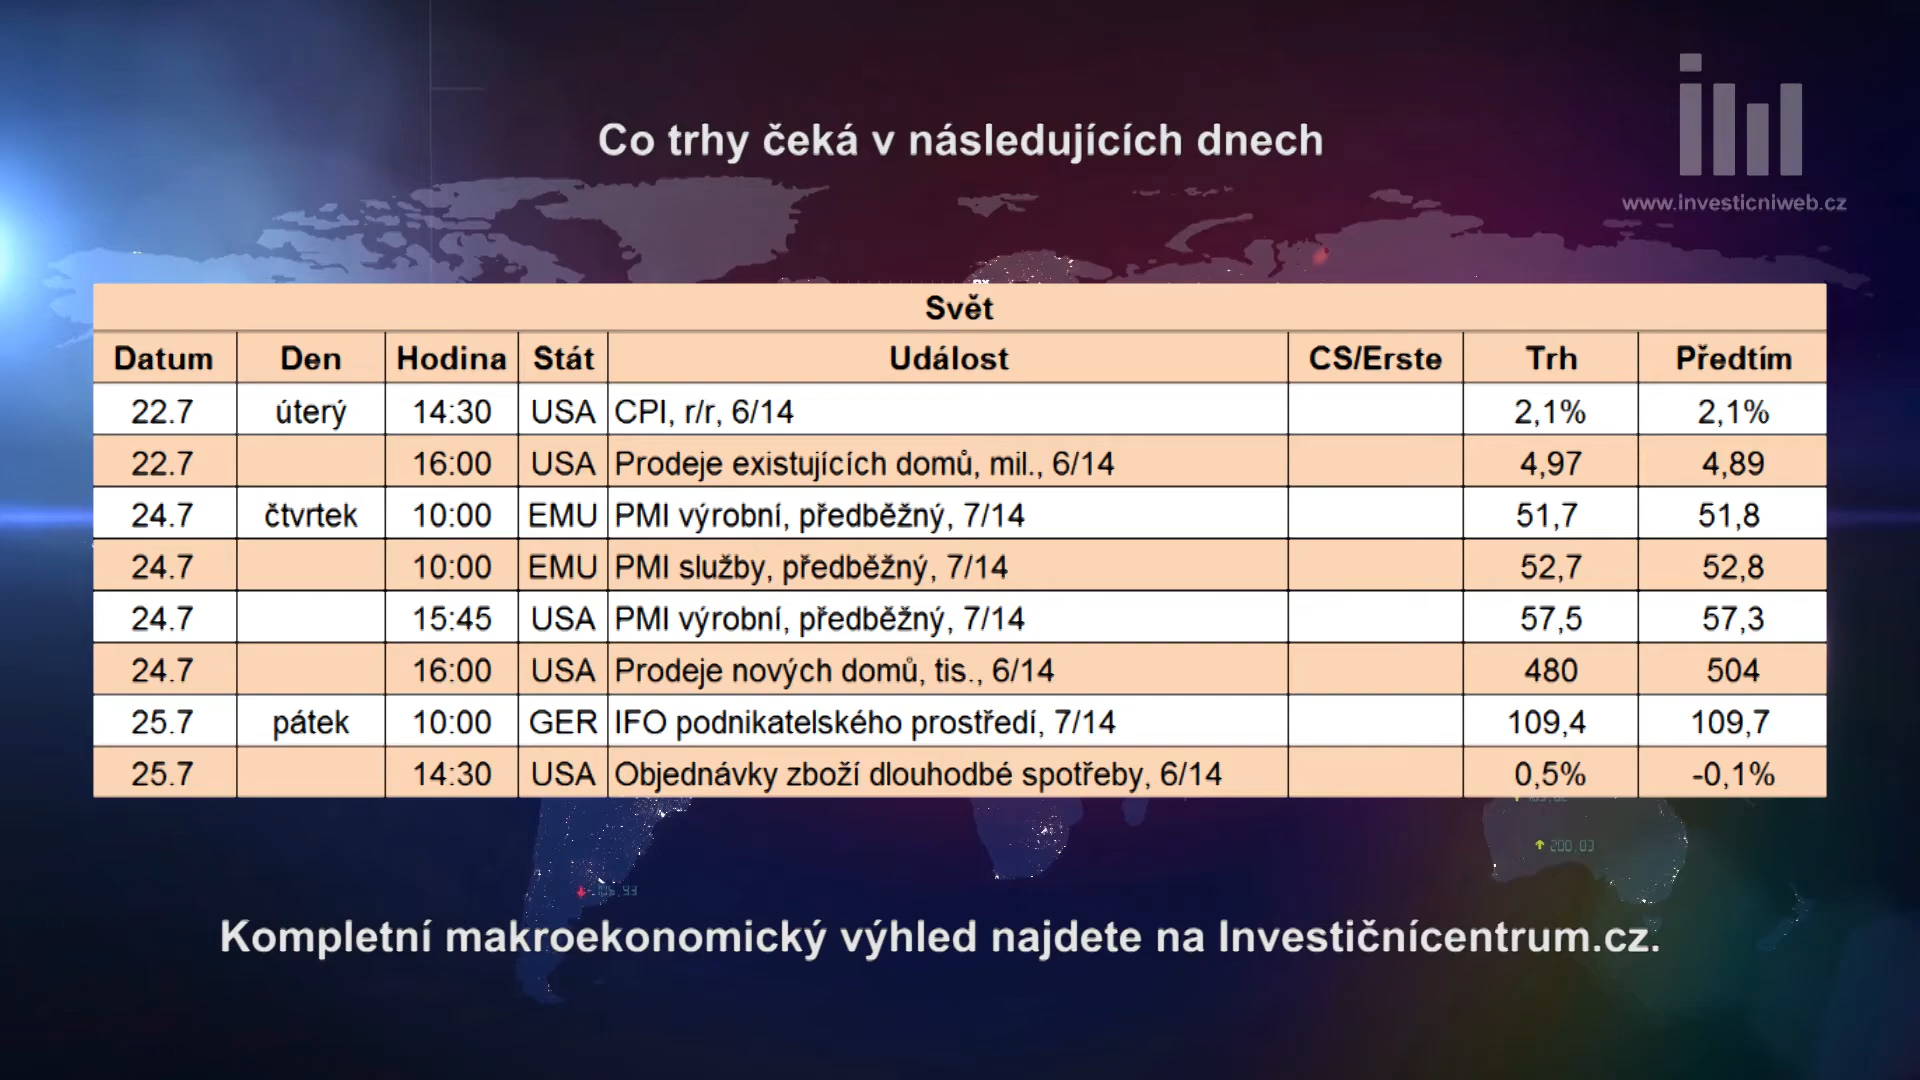 Co trhy čeká v následujících dnech
www.investicniweb.cz
Svět
Datum Den Hodina Stát Událost CS/Erste Trh Předtím
22.7 úterý 14:30 USA CPI, r/r, 6/14 2,1% 2,1%
22.7 16:00 USA Prodeje existujících domů, mil., 6/14 4,97 4,89
24.7 čtvrtek 10:00 EMU PMI výrobní, předběžný, 7/14 51,7 51,8
24.7 10:00 EMU PMI služby, předběžný, 7/14 52,7 52,8
24.7 15:45 USA PMI výrobní, předběžný, 7/14 57,5 57,3
24.7 16:00 USA Prodeje nových domů, tis., 6/14 480 504
25.7 pátek 10:00 GER IFO podnikatelského prostředí, 7/14 109,4 109,7
25.7 14:30 USA Objednávky zboží dlouhodbé spotřeby, 6/14 0,5% -0,1%
200,03
Kompletní makroekonomický výhled najdete na Investičnícentrum.cz.